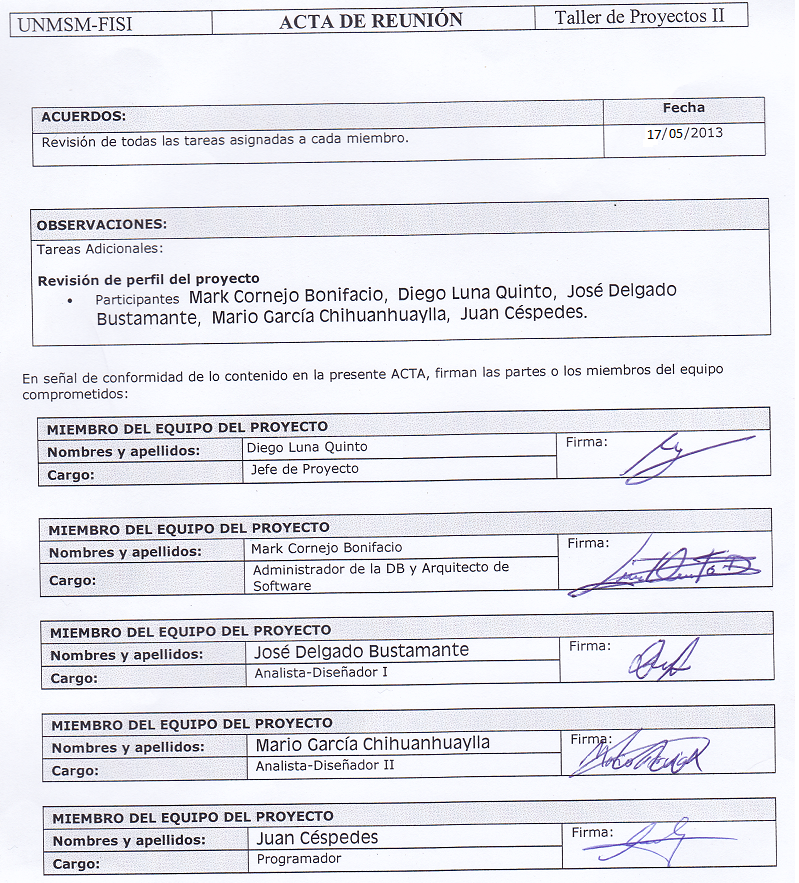 UNMSM-FISI ACTA DE REUNIÓN Taller de Proyectos II
ACUERDOS: Fecha
Revisión de todas las tareas asignadas a cada miembro. 17/05/2013
OBSERVACIONES:
Tareas Adicionales:
Revisión de perfil del proyecto
• Participantes Mark Cornejo Bonifacio, Diego Luna Quinto, José Delgado
Bustamante, Mario García Chihuanhuaylla, Juan Céspedes.
En señal de conformidad de lo contenido en la presente ACTA, firman las partes o los miembros del equipo
comprometidos:
MIEMBRO DEL EQUIPO DEL PROYECTO
Nombres y apellidos: Diego Luna Quinto Firma:
Cargo: Jefe de Proyecto
MIEMBRO DEL EQUIPO DEL PROYECTO
Nombres y apellidos: Mark Cornejo Bonifacio Firma:
Cargo: Administrador de la DB y Arquitecto de
Software
MIEMBRO DEL EQUIPO DEL PROYECTO
Nombres y apellidos: José Delgado Bustamante Firma:
Cargo: Analista-Diseñador I
MIEMBRO DEL EQUIPO DEL PROYECTO
Nombres y apellidos: Mario García Chihuanhuaylla Firma:
Cargo: Analista-Diseñador II
MIEMBRO DEL EQUIPO DEL PROYECTO
Nombres y apellidos: Juan Céspedes Firma:
Cargo: Programador